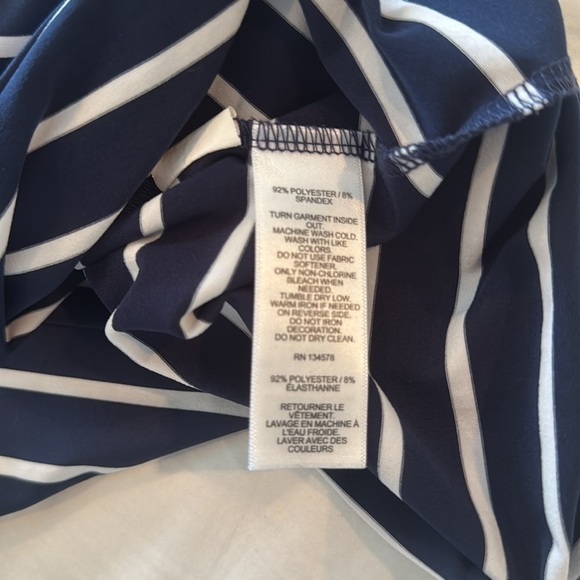 92% POLYESTER / 8%
SPANDEX
TURN GARMENT INSIDE
OUT.
MACHINE WASH COLD.
WASH WITH LIKE
COLORS.
DO NOT USE FABRIC
SOFTENER.
ONLY NON-CHLORINE
BLEACH WHEN
NEEDED.
TUMBLE DRY LOW.
WARM IRON IF NEEDED
ON REVERSE SIDE.
DO NOT IRON
DECORATION.
DO NOT DRY CLEAN.
RN 134578
92% POLYESTER / 8%
ÉLASTHANNE
RETOURNER LE
VÊTEMENT.
LAVAGE EN MACHINE À
L'EAU FROIDE.
LAVER AVEC DES
COULEURS